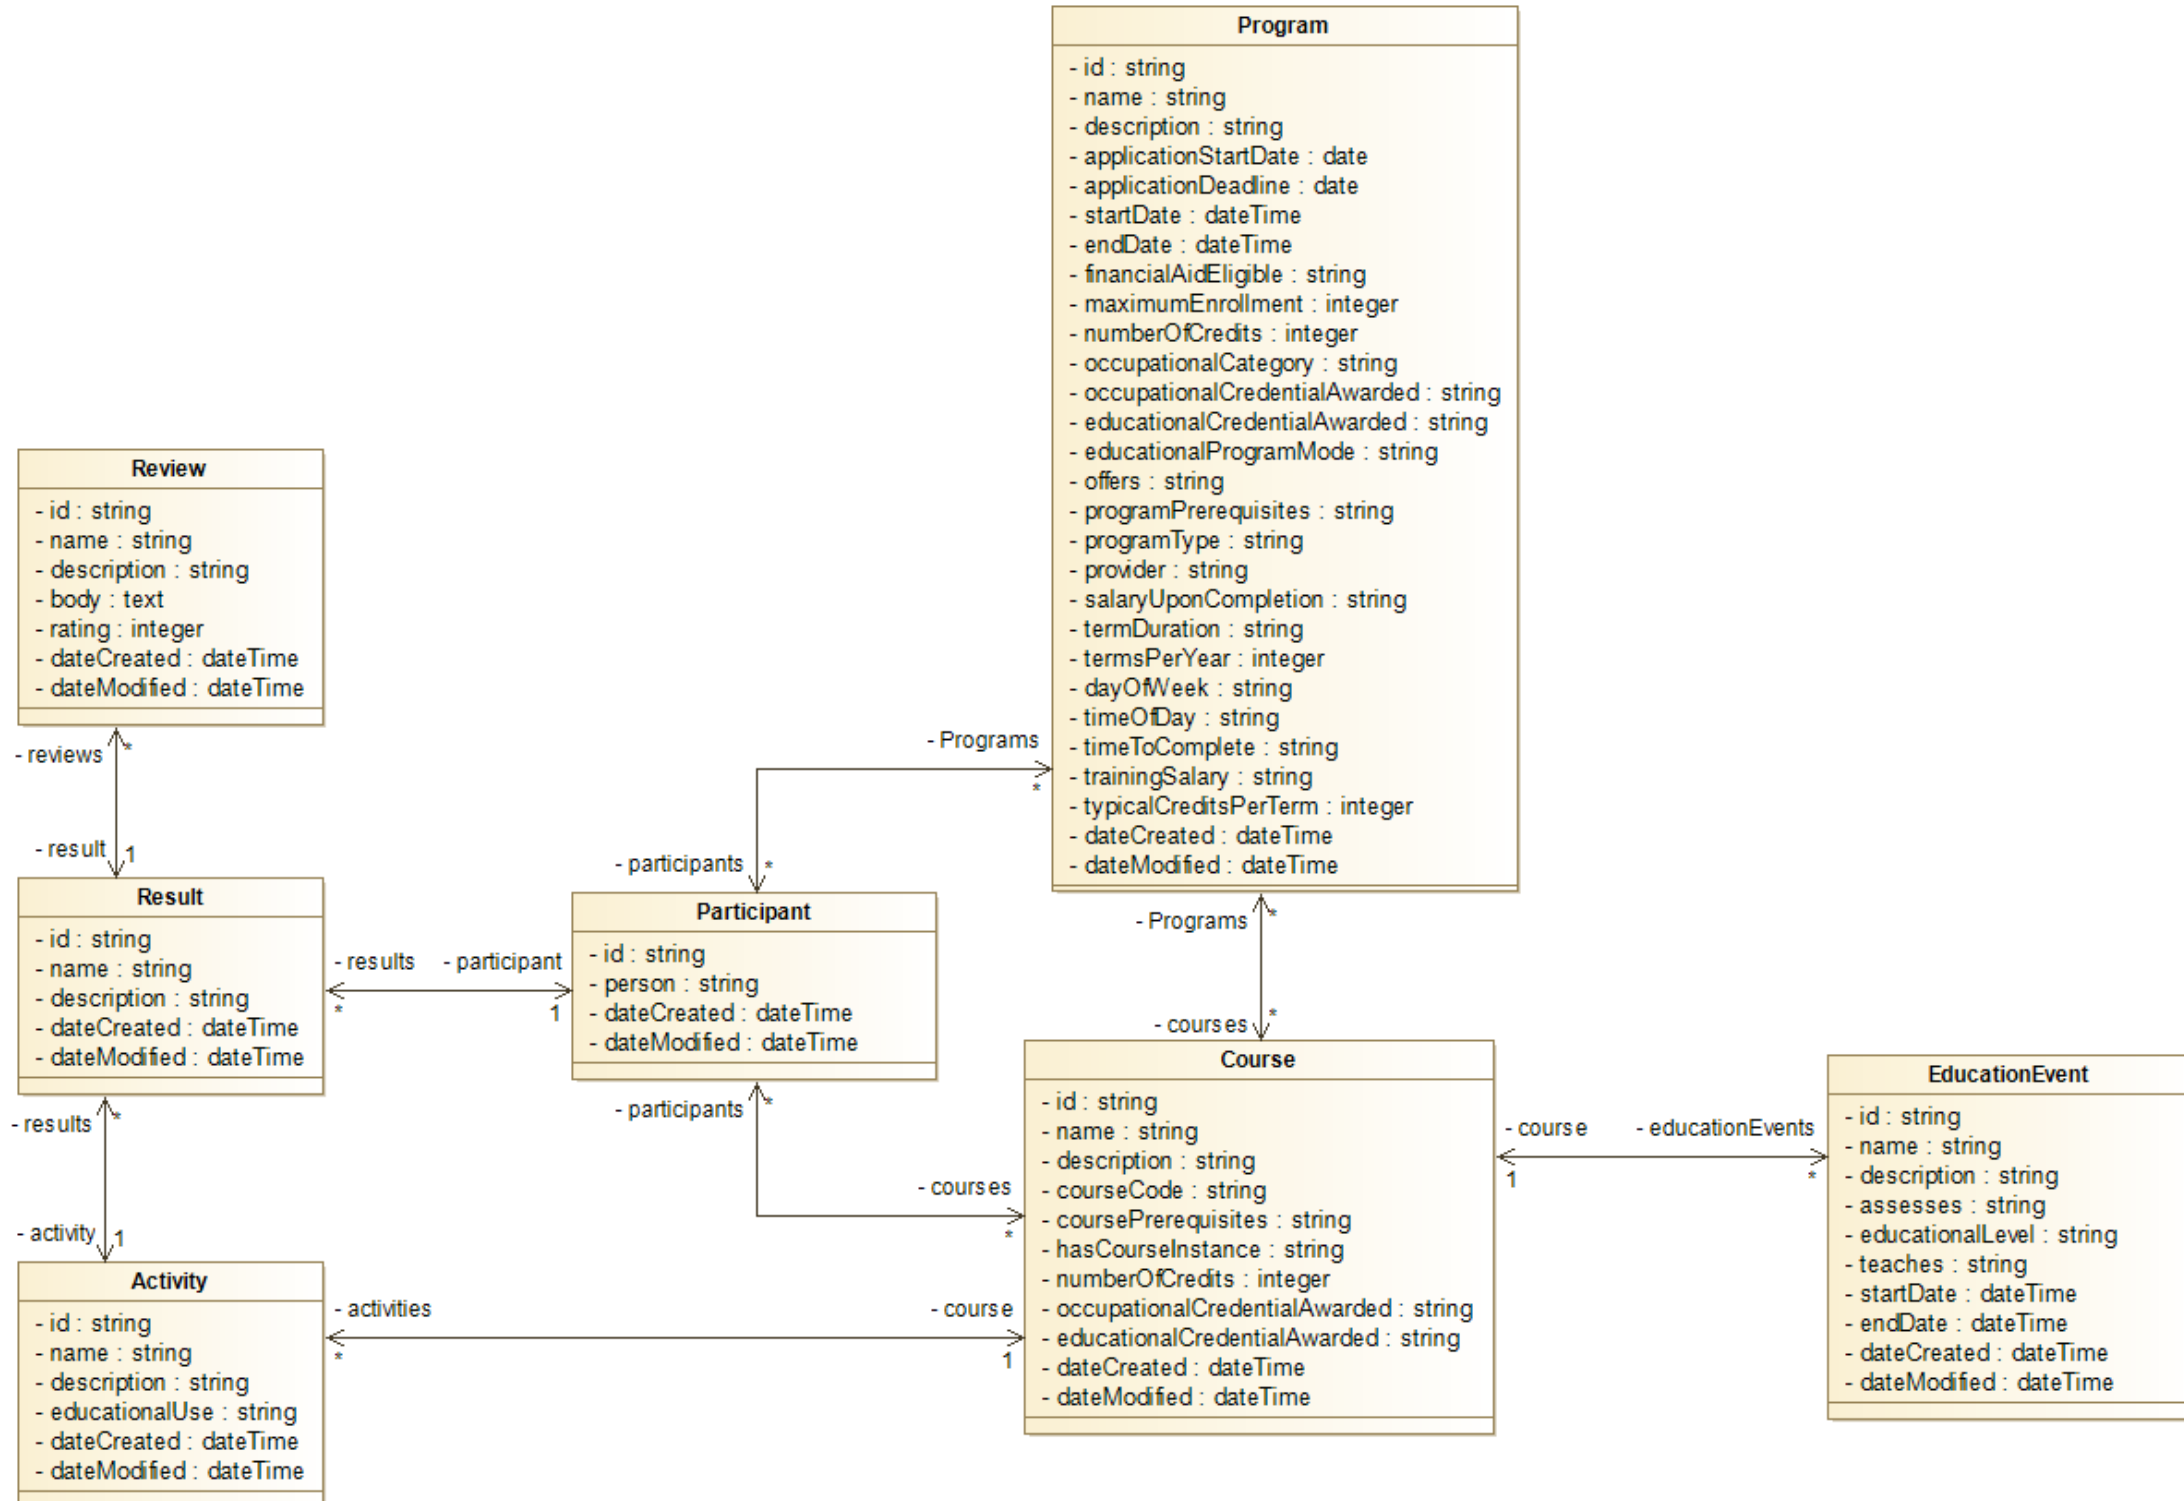 Program
- id : string
- name : string
- description : string
- applicationStartDate : date
- applicationDeadline : date
- startDate : dateTime
- endDate : dateTime
- financialAidEligible : string
- maximumEnrollment : integer
- numberOfCredits : integer
- occupationalCategory : string
- occupationalCredentialAwarded : string
- educationalCredentialAwarded : string
- educationalProgramMode : string
- offers : string
- programPrerequisites : string
- programType : string
- provider : string
- salaryUponCompletion : string
- termDuration : string
- termsPerYear : integer
- dayOfWeek : string
- timeOfDay : string
- timeToComplete : string
- trainingSalary : string
- typicalCreditsPerTerm : integer
- dateCreated : dateTime
- dateModified : dateTime
Review
- id : string
- name : string
- description : string
- body : text
- rating : integer
- dateCreated : dateTime
- dateModified : dateTime
- reviews
*
- result
1
- Programs
*
- participants
*
Result
- id : string
- name : string
- description : string
- dateCreated : dateTime
- dateModified : dateTime
- results
*
- participant
1
Participant
- id : string
- person : string
- dateCreated : dateTime
- dateModified : dateTime
- Programs
*
- courses
*
- participants
*
- courses
*
Course
- id : string
- name : string
- description : string
- courseCode : string
- coursePrerequisites : string
- hasCourseInstance : string
- numberOfCredits : integer
- occupationalCredentialAwarded : string
- educationalCredentialAwarded : string
- dateCreated : dateTime
- dateModified : dateTime
- course
1
- educationEvents
*
EducationEvent
- id : string
- name : string
- description : string
- assesses : string
- educationalLevel : string
- teaches : string
- startDate : dateTime
- endDate : dateTime
- dateCreated : dateTime
- dateModified : dateTime
- results
*
- activity
1
Activity
- id : string
- name : string
- description : string
- educationalUse : string
- dateCreated : dateTime
- dateModified : dateTime
- activities
*
- course
1